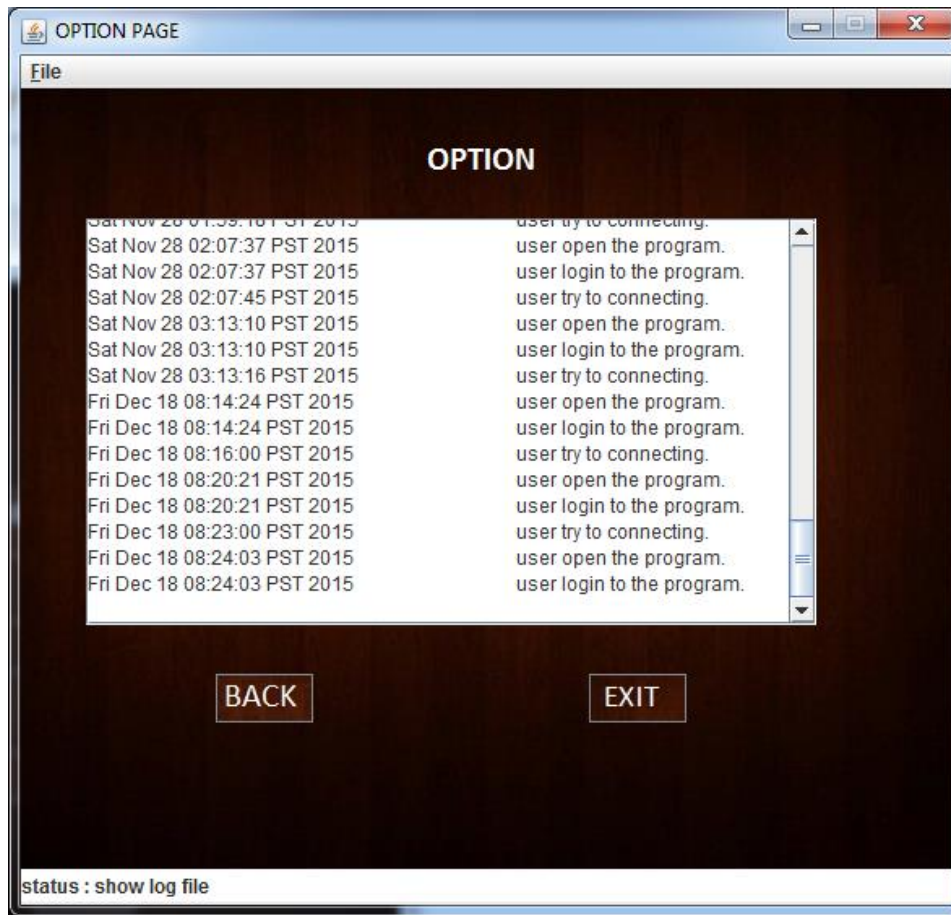 OPTION PAGE
File
OPTION
user try to connecting.
Sat Nov 28 02:07:37 PST 2015 user open the program.
Sat Nov 28 02:07:37 PST 2015 user login to the program.
Sat Nov 28 02:07:45 PST 2015 user try to connecting.
Sat Nov 28 03:13:10 PST 2015 user open the program.
Sat Nov 28 03:13:10 PST 2015 user login to the program.
Sat Nov 28 03:13:16 PST 2015 user try to connecting.
Fri Dec 18 08:14:24 PST 2015 user open the program.
Fri Dec 18 08:14:24 PST 2015 user login to the program.
Fri Dec 18 08:16:00 PST 2015 user try to connecting.
Fri Dec 18 08:20:21 PST 2015 user open the program.
Fri Dec 18 08:20:21 PST 2015 user login to the program.
Fri Dec 18 08:23:00 PST 2015 user try to connecting.
Fri Dec 18 08:24:03 PST 2015 user open the program.
Fri Dec 18 08:24:03 PST 2015 user login to the program.
BACK EXIT
status : show log file